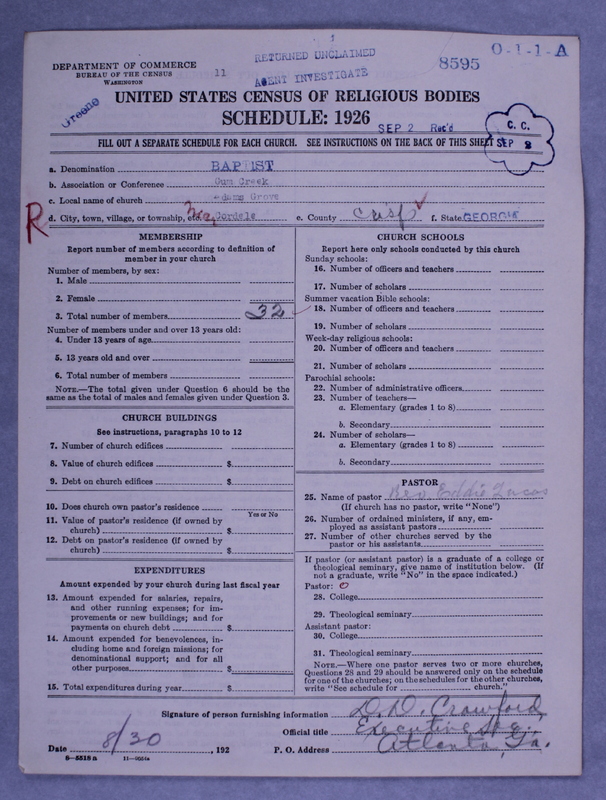 RETURNED UNCLAIMED
AGENT INVESTIGATE
8595
0-1-1-A
DEPARTMENT OF COMMERCE
BUREAU OF THE CENSUS
WASHINGTON
11
Greene
UNITED STATES CENSUS OF RELIGIOUS BODIES
SCHEDULE: 1926
SEP 2 Rec'd
C. C.
SEP 8
FILL OUT A SEPARATE SCHEDULE FOR EACH CHURCH. SEE INSTRUCTIONS ON THE BACK OF THIS SHEET
a. Denomination BAPTIST
b. Association or Conference Gum Creek
c. Local name of church Adams Grove
R d. City, town, village, or township, etc. Cordele e. County Crisp f. State GEORGIA
MEMBERSHIP
Report number of members according to definition of member in your church
Number of members, by sex:
1. Male
2. Female
3. Total number of members 32
Number of members under and over 13 years old:
4. Under 13 years of age
5. 13 years old and over
6. Total number of members
NOTE.—The total given under Question 6 should be the
same as the total of males and females given under Question 3.
CHURCH BUILDINGS
See instructions, paragraphs 10 to 12
7. Number of church edifices
8. Value of church edifices $
9. Debt on church edifices $
10. Does church own pastor's residence
Yes or No
11. Value of pastor's residence (if owned by
church) $
12. Debt on pastor's residence (if owned by
church) $
EXPENDITURES
Amount expended by your church during last fiscal year
13. Amount expended for salaries, repairs,
and other running expenses; for im-
provements or new buildings; and for
payments on church debt $
14. Amount expended for benevolences, in-
cluding home and foreign missions; for
denominational support; and for all
other purposes $
15. Total expenditures during year $
CHURCH SCHOOLS
Report here only schools conducted by this church
Sunday schools:
16. Number of officers and teachers
17. Number of scholars
Summer vacation Bible schools:
18. Number of officers and teachers
19. Number of scholars
Week-day religious schools:
20. Number of officers and teachers
21. Number of scholars
Parochial schools:
22. Number of administrative officers
23. Number of teachers—
a. Elementary (grades 1 to 8)
b. Secondary
24. Number of scholars—
a. Elementary (grades 1 to 8)
b. Secondary
PASTOR
25. Name of pastor Bro Eddie Lucas
(If church has no pastor, write "None")
26. Number of ordained ministers, if any, em-
ployed as assistant pastors
27. Number of other churches served by the
pastor or his assistants
If pastor (or assistant pastor) is a graduate of a college or
theological seminary, give name of institution below. (If
not a graduate, write "No" in the space indicated.)
Pastor: O
28. College
29. Theological seminary
Assistant pastor:
30. College
31. Theological seminary
NOTE.—Where one pastor serves two or more churches,
Questions 28 and 29 should be answered only on the schedule
for one of the churches; on the schedules for the other churches,
write "See schedule for church."
Signature of person furnishing information D. D. Crawford,
Official title Executive Sec.,
Date 8/30, 192 P. O. Address Atlanta, Ga.
8-5518 a 11-9664a